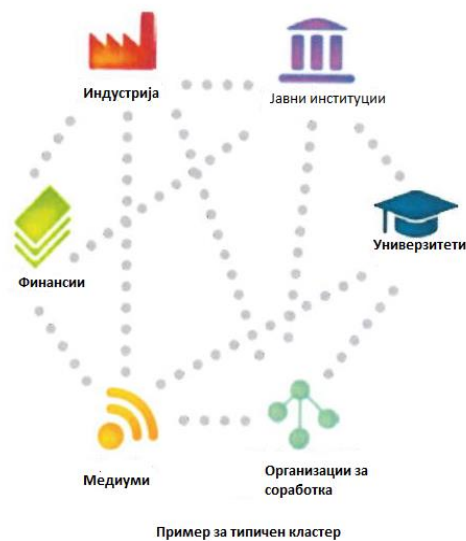 Индустрија
Јавни институции
Финансии
Универзитети
Медиуми
Организации за
соработка
Пример за типичен кластер